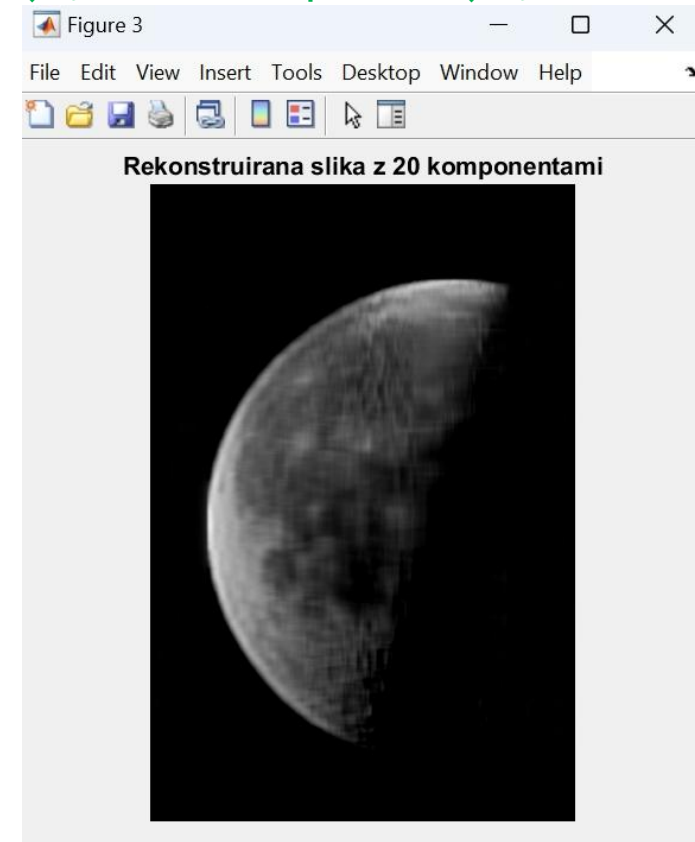 Figure 3
File Edit View Insert Tools Desktop Window Help
Rekonstruirana slika z 20 komponentami